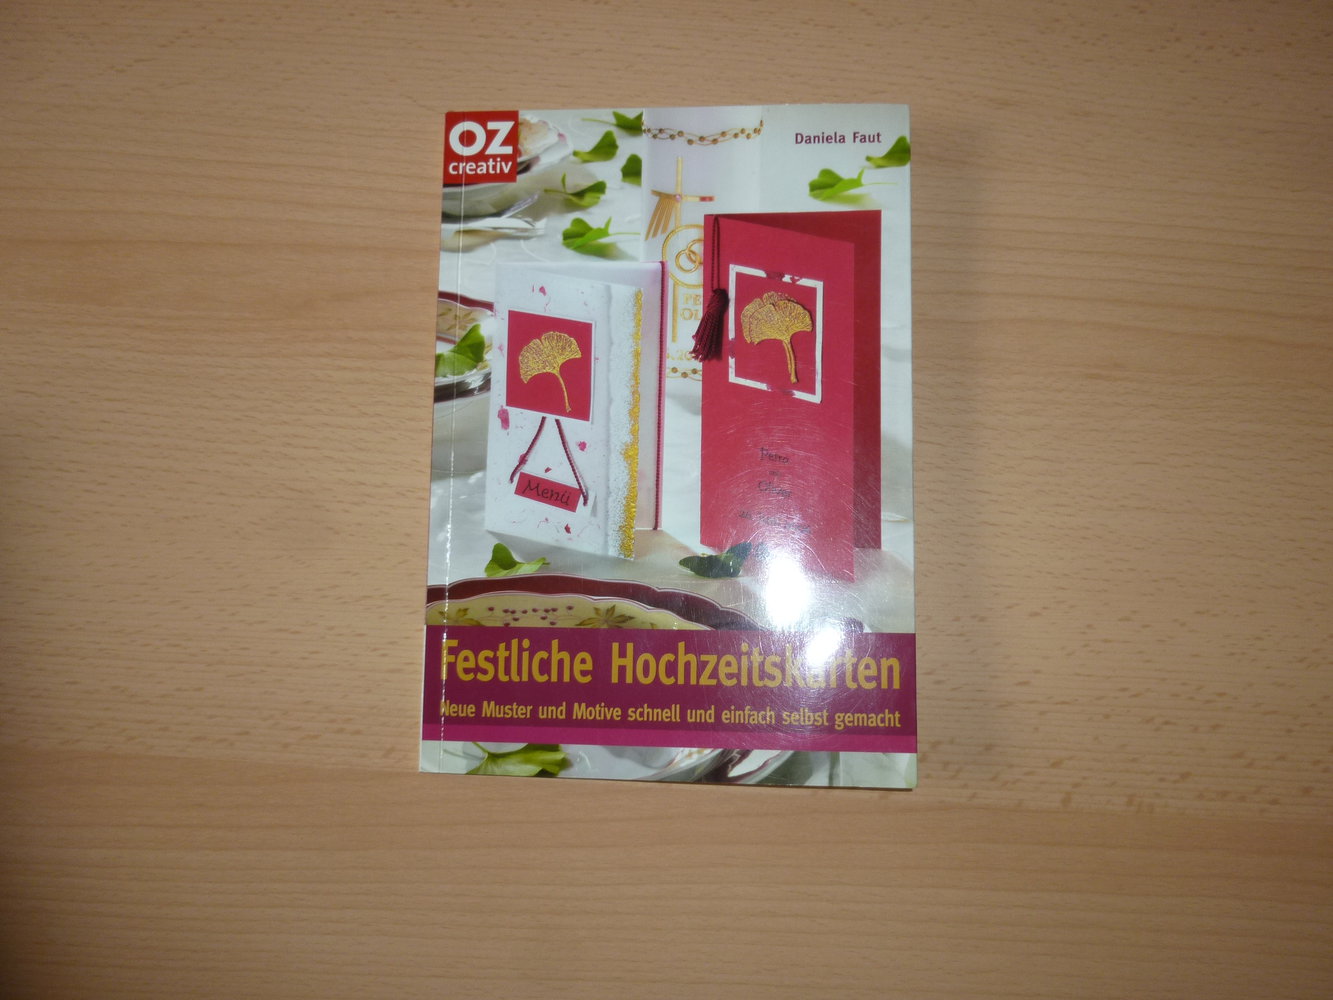 OZ
creativ
Daniela Faut
Menü
Festliche Hochzeitskarten
Neue Muster und Motive schnell und einfach selbst gemacht